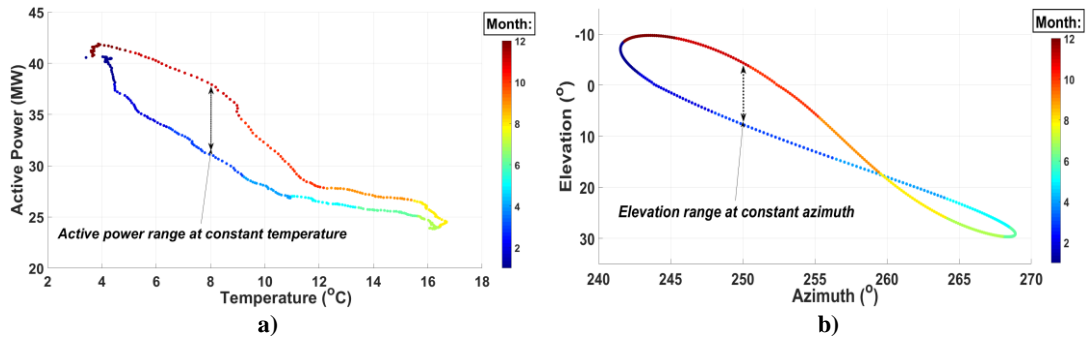 Month:
45
40
35
30
25
20
Active Power (MW)
Active power range at constant temperature
2 4 6 8 10 12 14 16 18
Temperature (°C)
12
10
8
6
4
2
a)
Month:
-10
0
10
20
30
Elevation (°)
Elevation range at constant azimuth
240 245 250 255 260 265 270
Azimuth (°)
12
10
8
6
4
2
b)